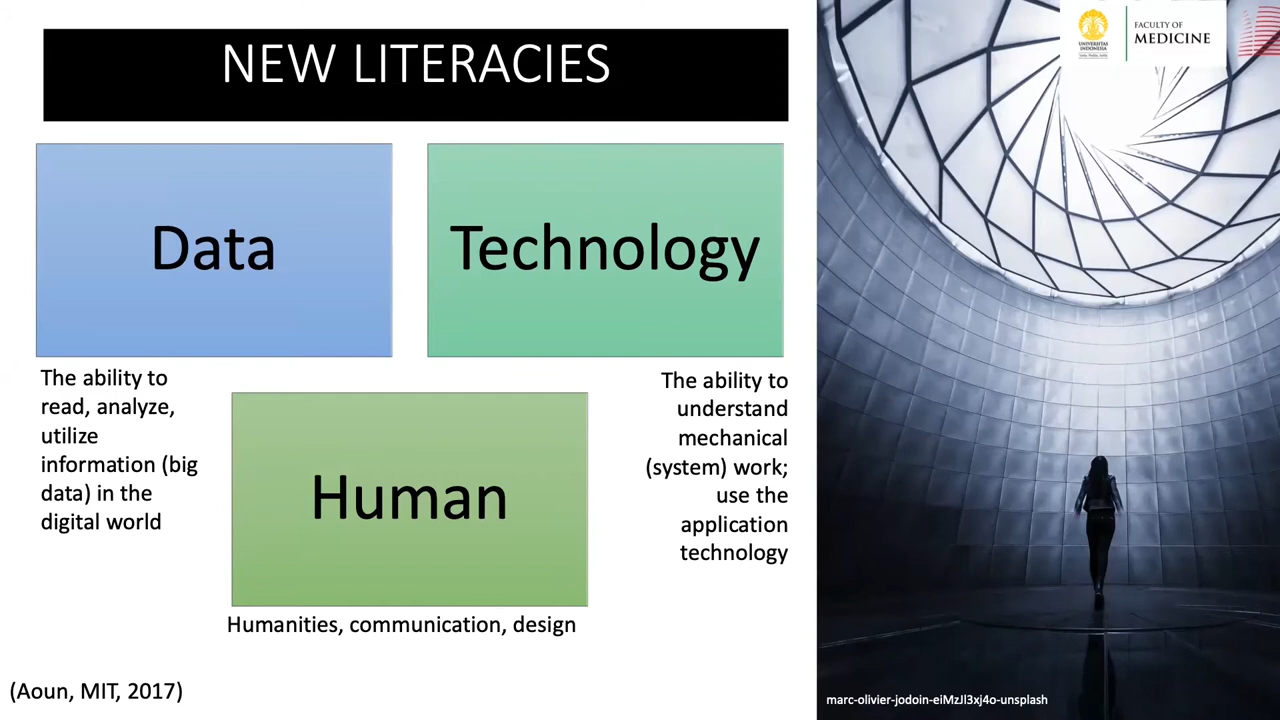 NEW LITERACIES
Data
Technology
The ability to
read, analyze,
utilize
information (big
data) in the
digital world
The ability to
understand
mechanical
(system) work;
use the
application
technology
Human
Humanities, communication, design
(Aoun, MIT, 2017)
UNIVERSITAS
INDONESIA
FACULTY OF
MEDICINE
marc-olivier-jodoin-eiMzJl3xj4o-unsplash